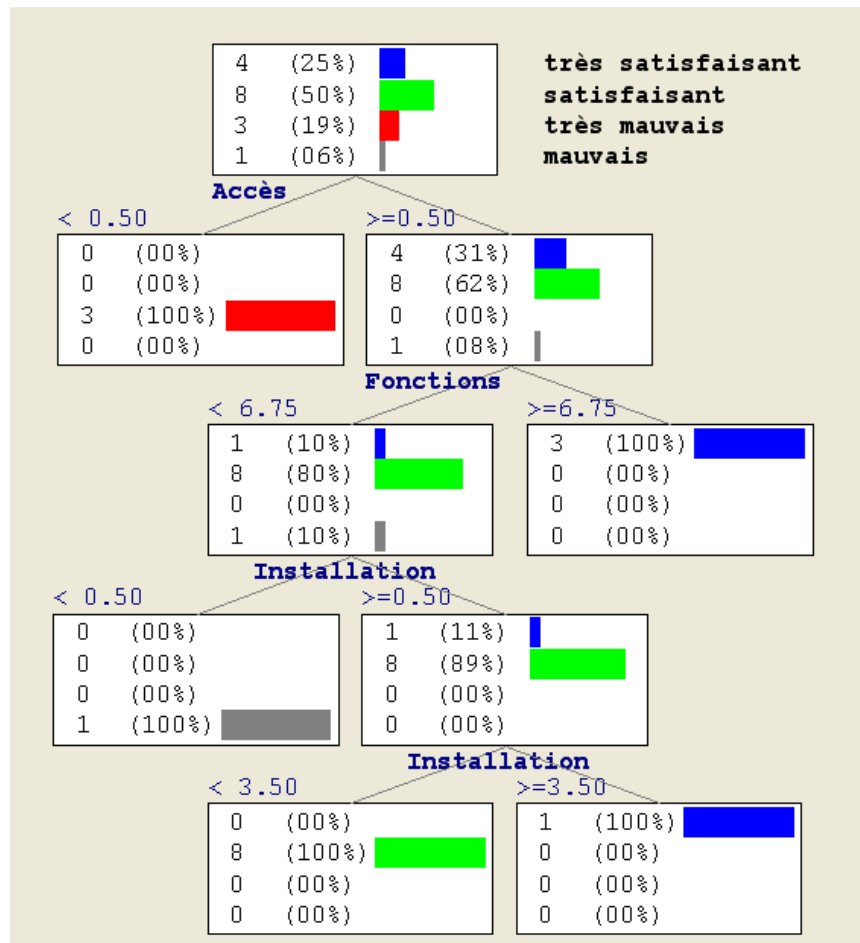 4 (25%) très satisfaisant
8 (50%) satisfaisant
3 (19%) très mauvais
1 (06%) mauvais
Accès
< 0.50 >=0.50
0 (00%) 4 (31%)
0 (00%) 8 (62%)
3 (100%) 0 (00%)
0 (00%) 1 (08%)
Fonctions
< 6.75 >=6.75
1 (10%) 3 (100%)
8 (80%) 0 (00%)
0 (00%) 0 (00%)
1 (10%) 0 (00%)
Installation
< 0.50 >=0.50
0 (00%) 1 (11%)
0 (00%) 8 (89%)
0 (00%) 0 (00%)
1 (100%) 0 (00%)
Installation
< 3.50 >=3.50
0 (00%) 1 (100%)
8 (100%) 0 (00%)
0 (00%) 0 (00%)
0 (00%) 0 (00%)